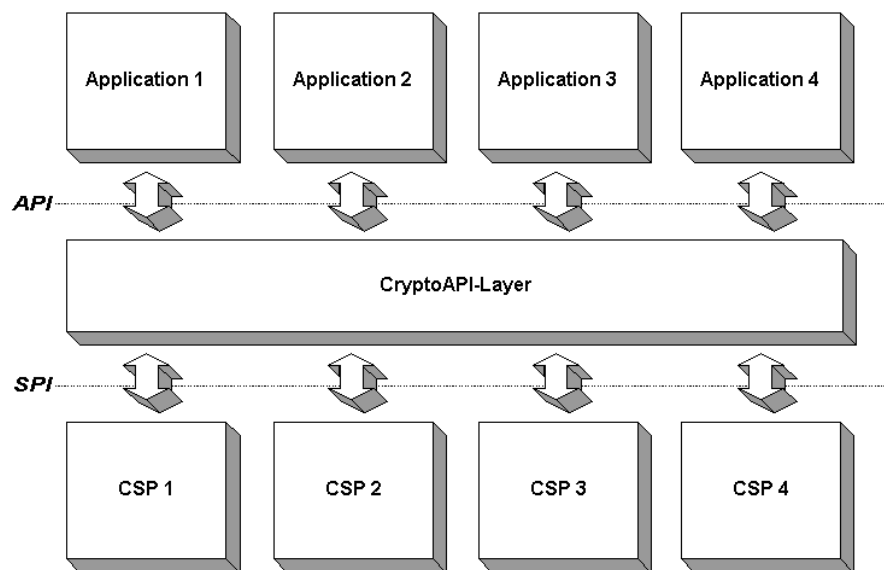 Application 1
Application 2
Application 3
Application 4
API
CryptoAPI-Layer
SPI
CSP 1
CSP 2
CSP 3
CSP 4